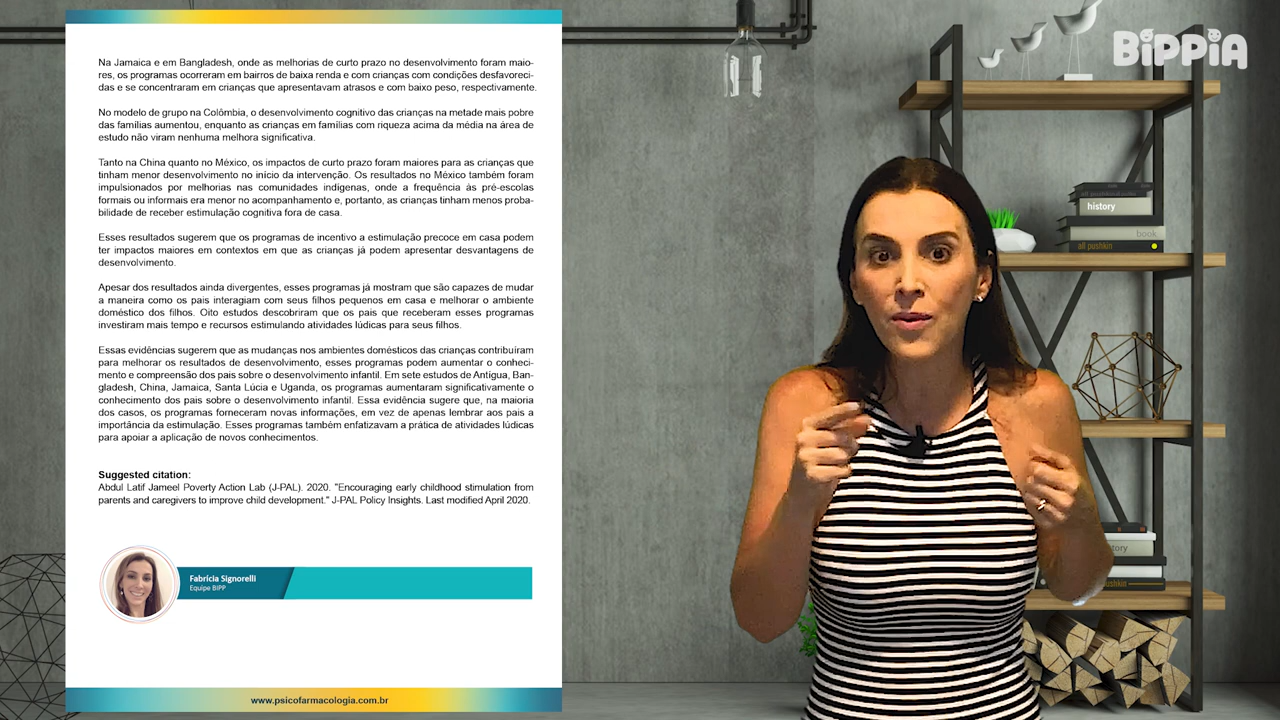 Na Jamaica e em Bangladesh, onde as melhorias de curto prazo no desenvolvimento foram maio-
res, os programas ocorreram em bairros de baixa renda e com crianças com condições desfavoreci-
das e se concentraram em crianças que apresentavam atrasos e com baixo peso, respectivamente.
No modelo de grupo na Colômbia, o desenvolvimento cognitivo das crianças na metade mais pobre
das famílias aumentou, enquanto as crianças em famílias com riqueza acima da média na área de
estudo não viram nenhuma melhora significativa.
Tanto na China quanto no México, os impactos de curto prazo foram maiores para as crianças que
tinham menor desenvolvimento no início da intervenção. Os resultados no México também foram
impulsionados por melhorias nas comunidades indígenas, onde a frequência às pré-escolas
formais ou informais era menor no acompanhamento e, portanto, as crianças tinham menos proba-
bilidade de receber estimulação cognitiva fora de casa.
Esses resultados sugerem que os programas de incentivo a estimulação precoce em casa podem
ter impactos maiores em contextos em que as crianças já podem apresentar desvantagens de
desenvolvimento.
Apesar dos resultados ainda divergentes, esses programas já mostram que são capazes de mudar
a maneira como os pais interagiam com seus filhos pequenos em casa e melhorar o ambiente
doméstico dos filhos. Oito estudos descobriram que os pais que receberam esses programas
investiram mais tempo e recursos estimulando atividades lúdicas para seus filhos.
Essas evidências sugerem que as mudanças nos ambientes domésticos das crianças contribuíram
para melhorar os resultados de desenvolvimento, esses programas podem aumentar o conheci-
mento e compreensão dos pais sobre o desenvolvimento infantil. Em sete estudos de Antígua, Ban-
gladesh, China, Jamaica, Santa Lúcia e Uganda, os programas aumentaram significativamente o
conhecimento dos pais sobre o desenvolvimento infantil. Essa evidência sugere que, na maioria
dos casos, os programas forneceram novas informações, em vez de apenas lembrar aos pais a
importância da estimulação. Esses programas também enfatizavam a prática de atividades lúdicas
para apoiar a aplicação de novos conhecimentos.
Suggested citation:
Abdul Latif Jameel Poverty Action Lab (J-PAL). 2020. "Encouraging early childhood stimulation from
parents and caregivers to improve child development." J-PAL Policy Insights. Last modified April 2020.
Fabrícia Signorelli
Equipe BIPP
www.psicofarmacologia.com.br
BiPPiA
history
book
all pushkin
tory
ushkin